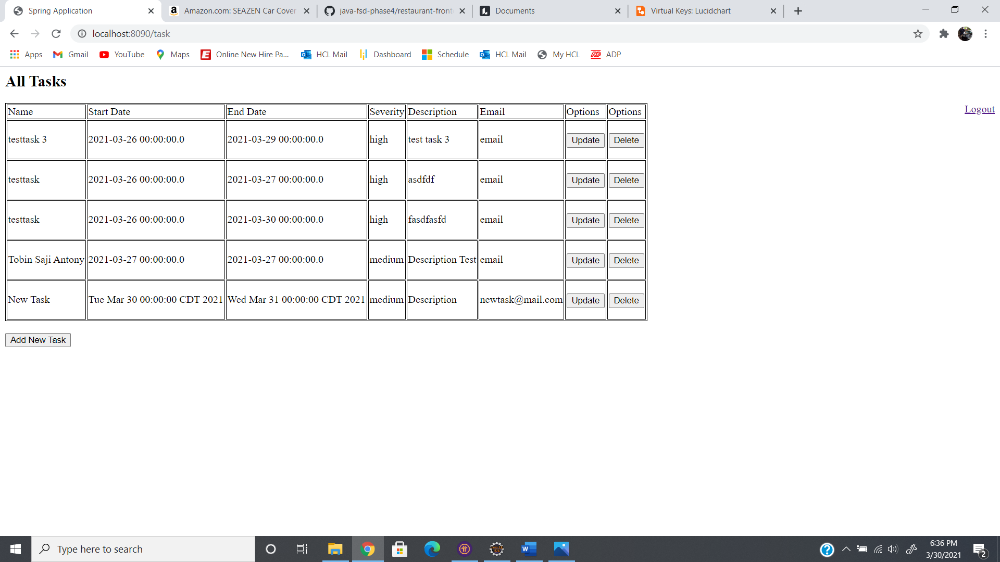 Spring Application
Amazon.com: SEAZEN Car Cover
java-fsd-phase4/restaurant-front
Documents
Virtual Keys: Lucidchart
localhost:8090/task
Apps
Gmail
YouTube
Maps
Online New Hire Pa...
HCL Mail
Dashboard
Schedule
HCL Mail
My HCL
ADP
All Tasks
Logout
Name Start Date End Date Severity Description Email Options Options
testtask 3 2021-03-26 00:00:00.0 2021-03-29 00:00:00.0 high test task 3 email Update Delete
testtask 2021-03-26 00:00:00.0 2021-03-27 00:00:00.0 high asdfdf email Update Delete
testtask 2021-03-26 00:00:00.0 2021-03-30 00:00:00.0 high fasdfasfd email Update Delete
Tobin Saji Antony 2021-03-27 00:00:00.0 2021-03-27 00:00:00.0 medium Description Test email Update Delete
New Task Tue Mar 30 00:00:00 CDT 2021 Wed Mar 31 00:00:00 CDT 2021 medium Description newtask@mail.com Update Delete
Add New Task
Type here to search
6:36 PM
3/30/2021
2